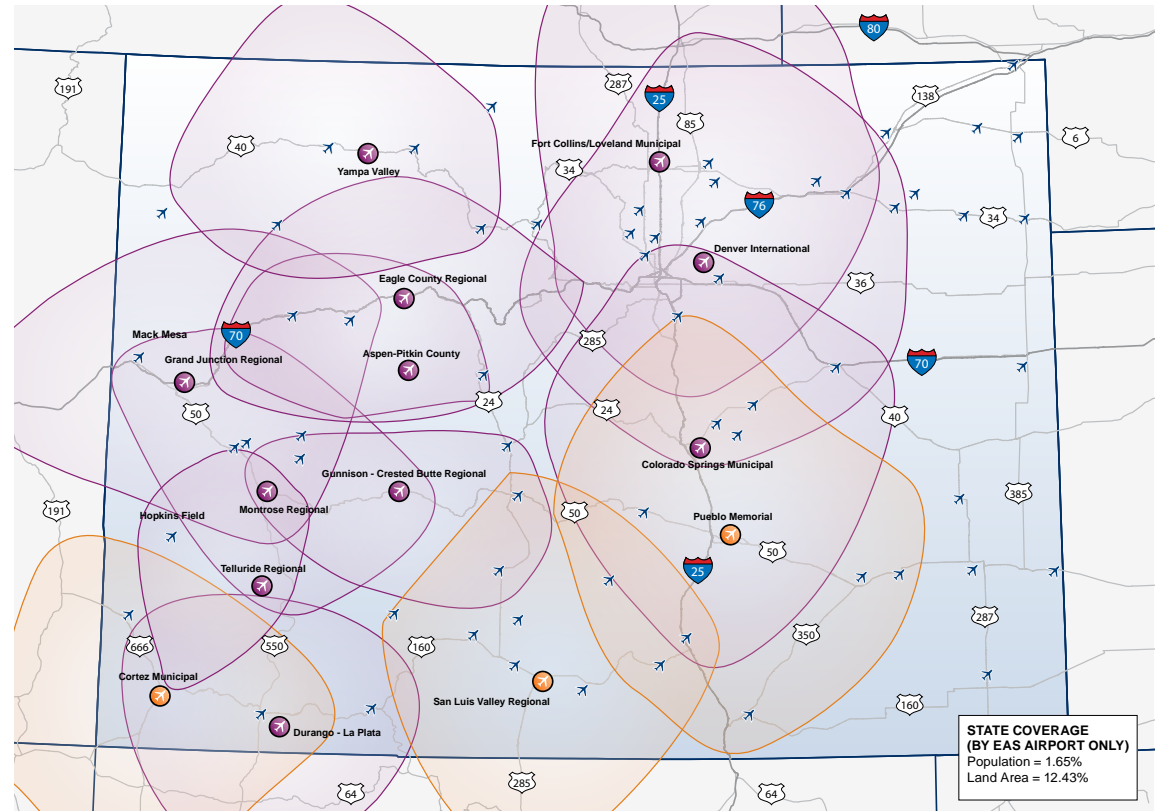 80
191
287
25
138
85
6
40
Fort Collins/Loveland Municipal
34
Yampa Valley
76
34
Denver International
Eagle County Regional
36
Mack Mesa
70
285
Grand Junction Regional
Aspen-Pitkin County
70
50
24
24
40
Colorado Springs Municipal
Gunnison - Crested Butte Regional
385
191
Hopkins Field
Montrose Regional
50
Pueblo Memorial
50
Telluride Regional
25
287
666
550
160
350
Cortez Municipal
San Luis Valley Regional
160
Durango - La Plata
STATE COVERAGE
(BY EAS AIRPORT ONLY)
Population = 1.65%
Land Area = 12.43%
64
285
64